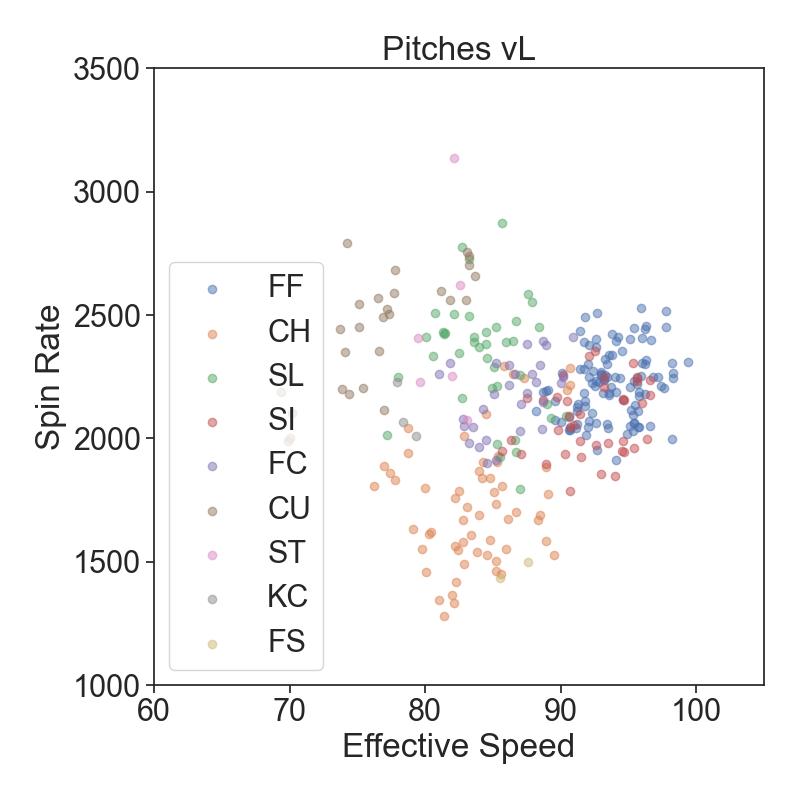 Pitches vL
3500
3000
2500
2000
1500
1000
Spin Rate
FF
CH
SL
SI
FC
CU
ST
KC
FS
60 70 80 90 100
Effective Speed